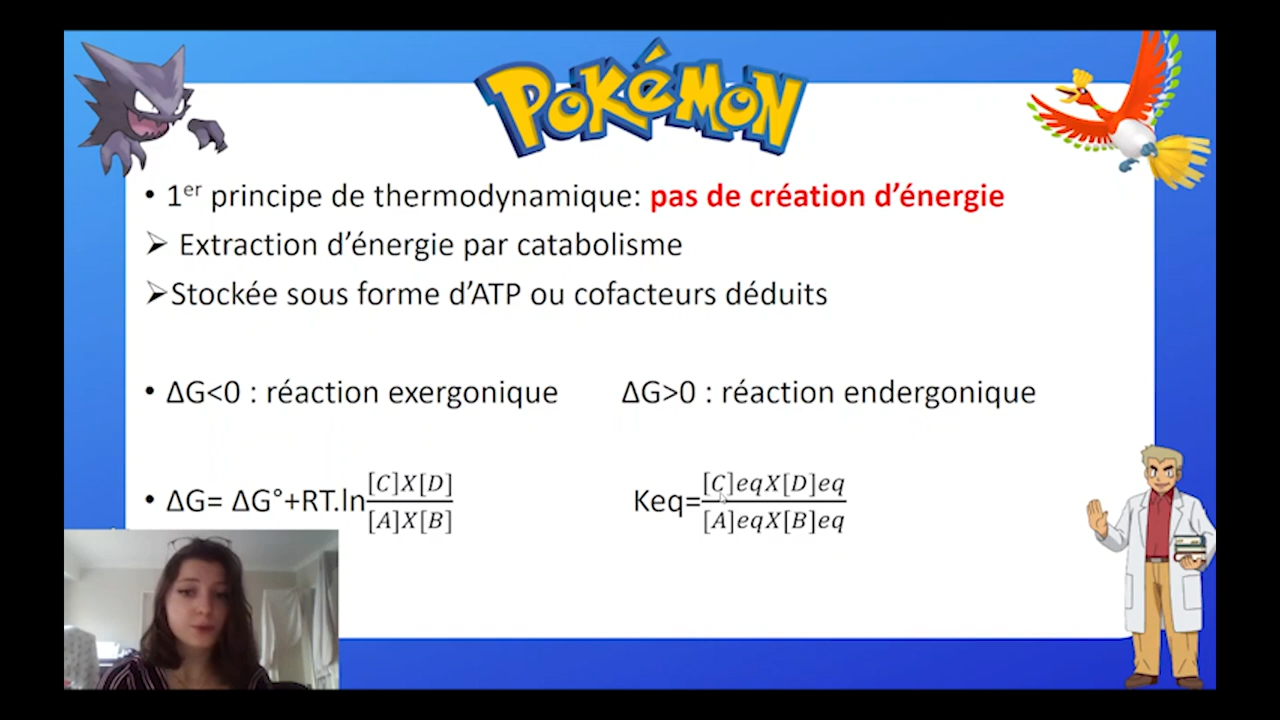 POKéMON
• 1er principe de thermodynamique: pas de création d’énergie
➢ Extraction d’énergie par catabolisme
➢Stockée sous forme d’ATP ou cofacteurs déduits
• ΔG<0 : réaction exergonique ΔG>0 : réaction endergonique
• ΔG= ΔG°+RT.ln[C]X[D]/[A]X[B] Keq=[C]eqX[D]eq/[A]eqX[B]eq